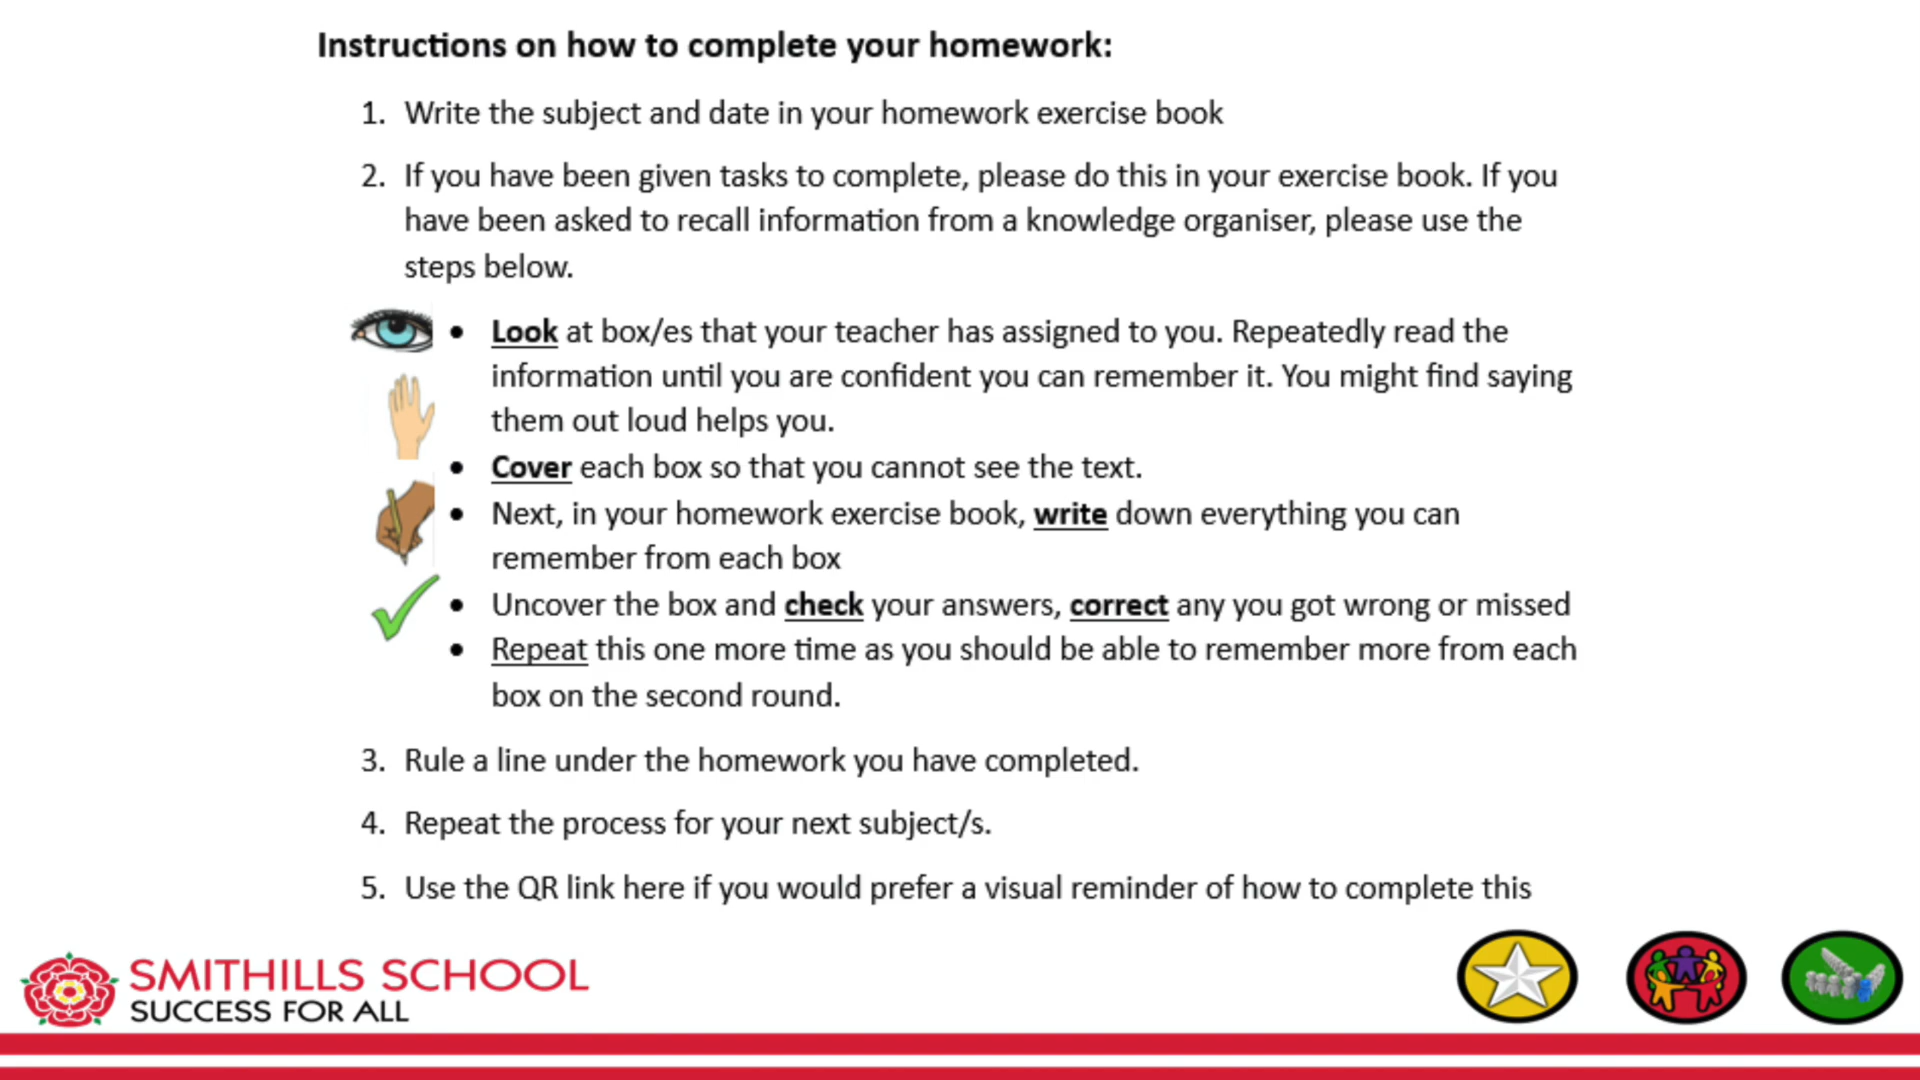 Instructions on how to complete your homework:
1. Write the subject and date in your homework exercise book
2. If you have been given tasks to complete, please do this in your exercise book. If you
have been asked to recall information from a knowledge organiser, please use the
steps below.
• Look at box/es that your teacher has assigned to you. Repeatedly read the
information until you are confident you can remember it. You might find saying
them out loud helps you.
• Cover each box so that you cannot see the text.
• Next, in your homework exercise book, write down everything you can
remember from each box
• Uncover the box and check your answers, correct any you got wrong or missed
• Repeat this one more time as you should be able to remember more from each
box on the second round.
3. Rule a line under the homework you have completed.
4. Repeat the process for your next subject/s.
5. Use the QR link here if you would prefer a visual reminder of how to complete this
SMITHILLS SCHOOL
SUCCESS FOR ALL